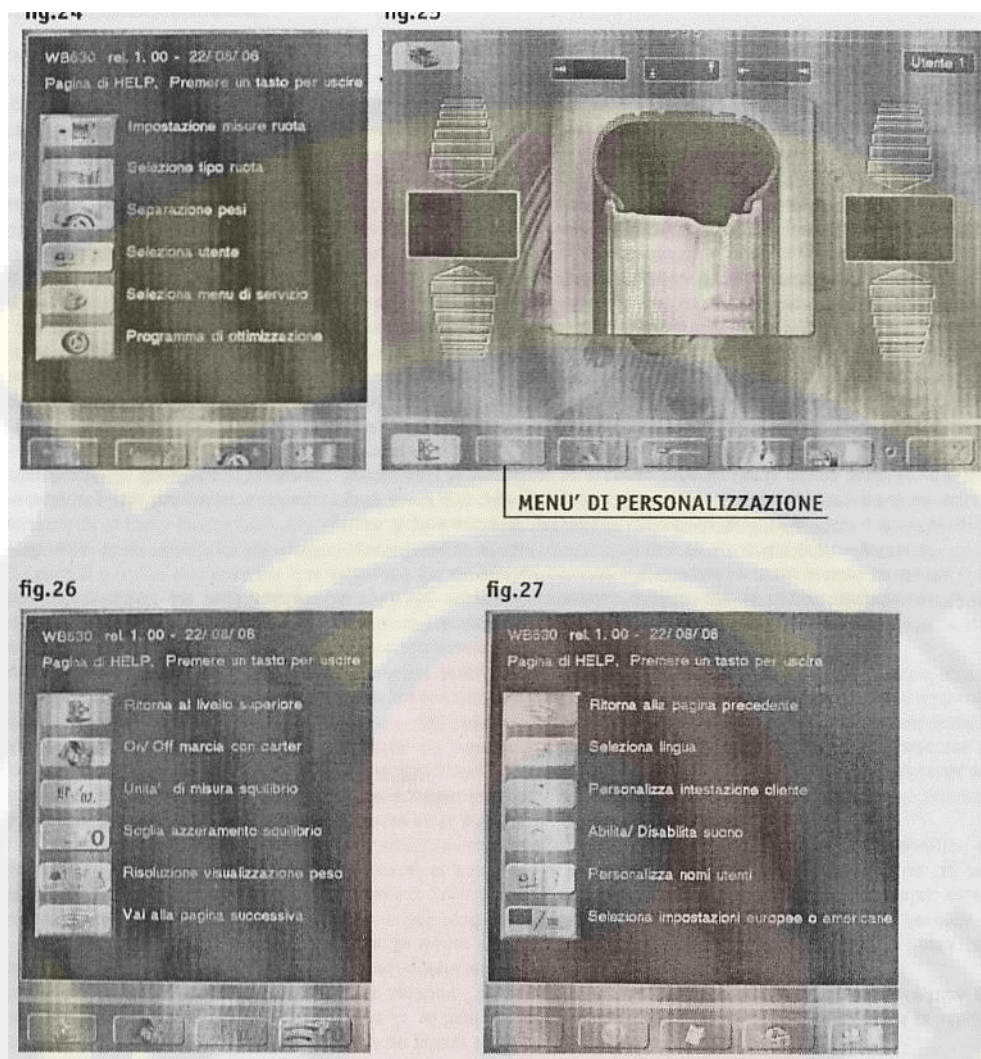 fig.24
fig.25
WB630 rel. 1.00 - 22/08/06
Pagina di HELP. Premere un tasto per uscire
Impostazione misure ruota
Selezione tipo ruota
Separazione pesi
Seleziona utente
Seleziona menu di servizio
Programma di ottimizzazione
Utente 1
MENU' DI PERSONALIZZAZIONE
fig.26
WB630 rel. 1.00 - 22/08/06
Pagina di HELP. Premere un tasto per uscire
Ritorna al livello superiore
On/Off marcia con carter
Unita' di misura squilibrio
Soglia azzeramento squilibrio
0
Risoluzione visualizzazione peso
Vai alla pagina successiva
fig.27
WB630 rel. 1.00 - 22/08/06
Pagina di HELP. Premere un tasto per uscire
Ritorna alla pagina precedente
Seleziona lingua
Personalizza intestazione cliente
Abilita/Disabilita suono
Personalizza nomi utenti
Seleziona impostazioni europee o americane